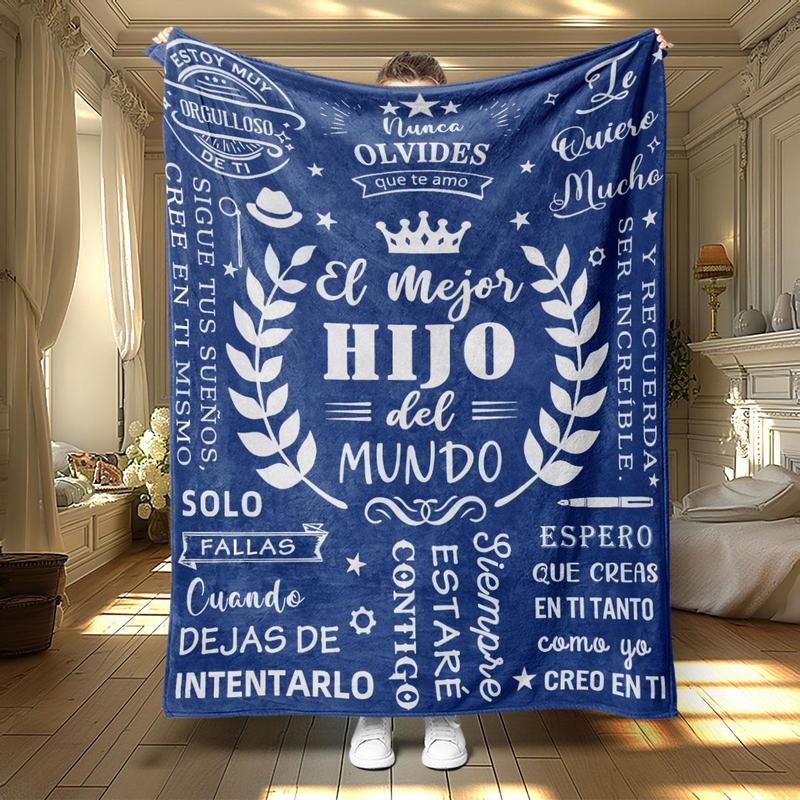 ESTOY MUY
ORGULLOSO
DE TI
Nunca
OLVIDES
que te amo
Te
Quiero
Mucho
CREE EN TI MISMO
SIGUE TUS SUEÑOS,
El Mejor
HIJO
del
MUNDO
Y RECUERDA
SER INCREÍBLE.
SOLO
FALLAS
Cuando
DEJAS DE
INTENTARLO
Siempre
ESTARÉ
CONTIGO
ESPERO
QUE CREAS
EN TI TANTO
como yo
CREO EN TI